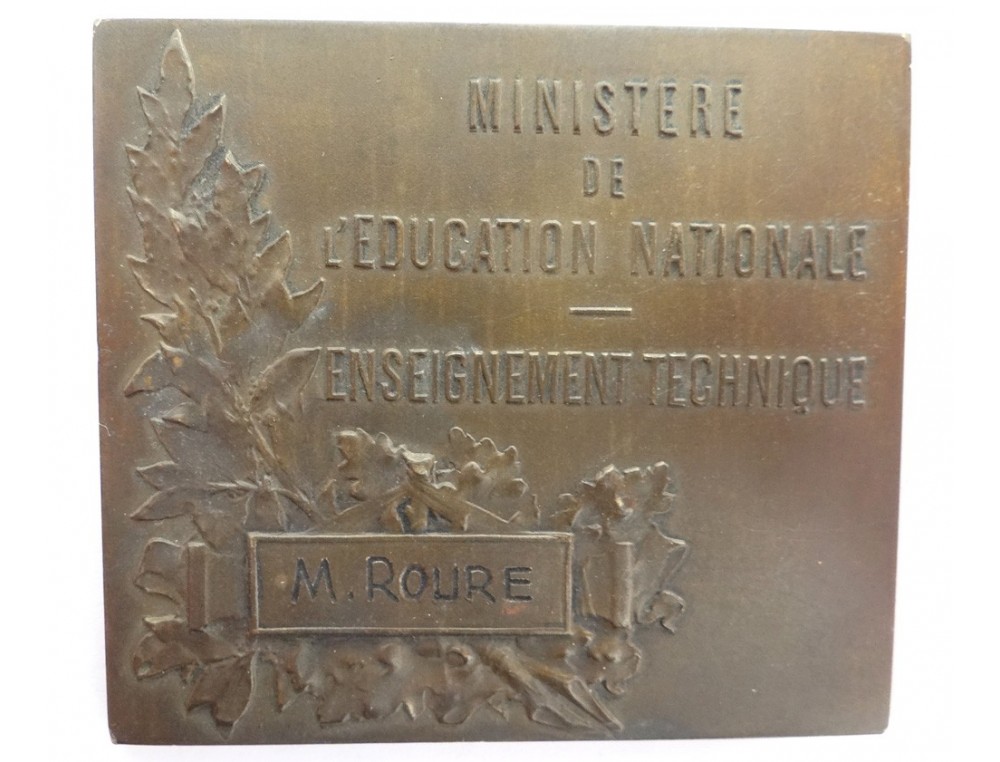 MINISTERE
DE
L'EDUCATION NATIONALE
ENSEIGNEMENT TECHNIQUE
M. ROURE